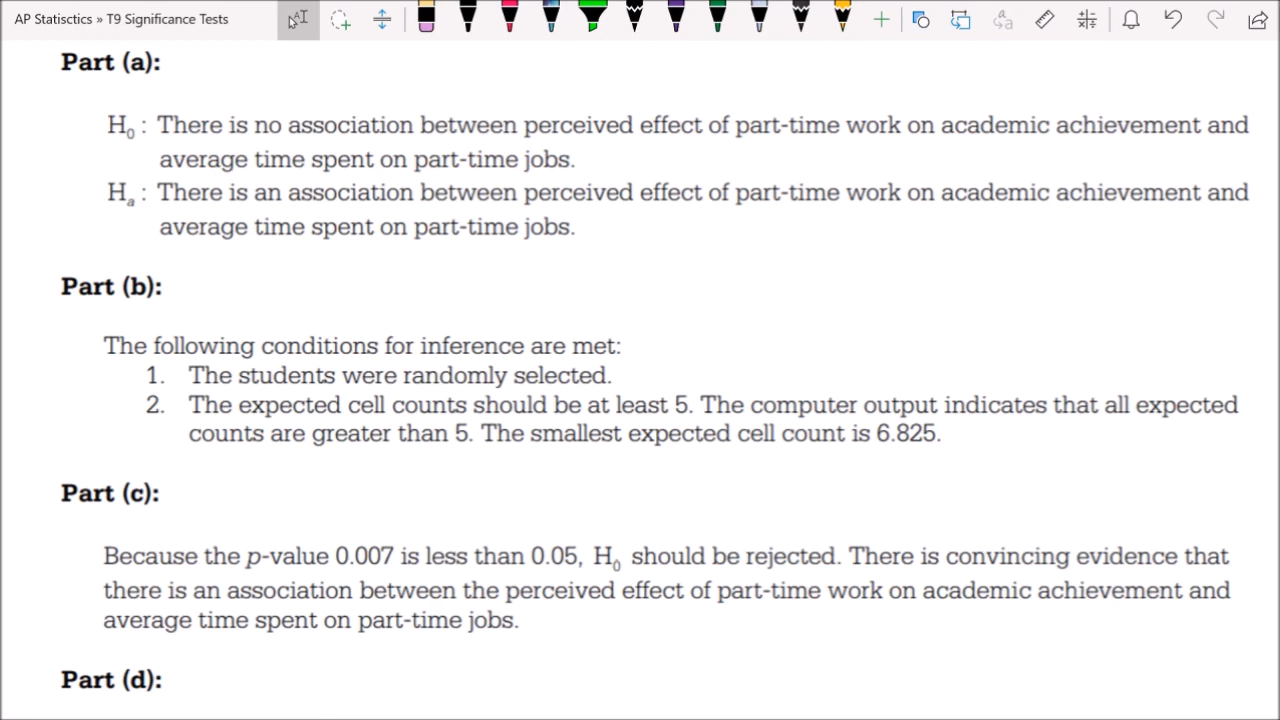 AP Statisctics » T9 Significance Tests
Part (a):
H₀ : There is no association between perceived effect of part-time work on academic achievement and
average time spent on part-time jobs.
Hₐ : There is an association between perceived effect of part-time work on academic achievement and
average time spent on part-time jobs.
Part (b):
The following conditions for inference are met:
1. The students were randomly selected.
2. The expected cell counts should be at least 5. The computer output indicates that all expected
counts are greater than 5. The smallest expected cell count is 6.825.
Part (c):
Because the p-value 0.007 is less than 0.05, H₀ should be rejected. There is convincing evidence that
there is an association between the perceived effect of part-time work on academic achievement and
average time spent on part-time jobs.
Part (d):